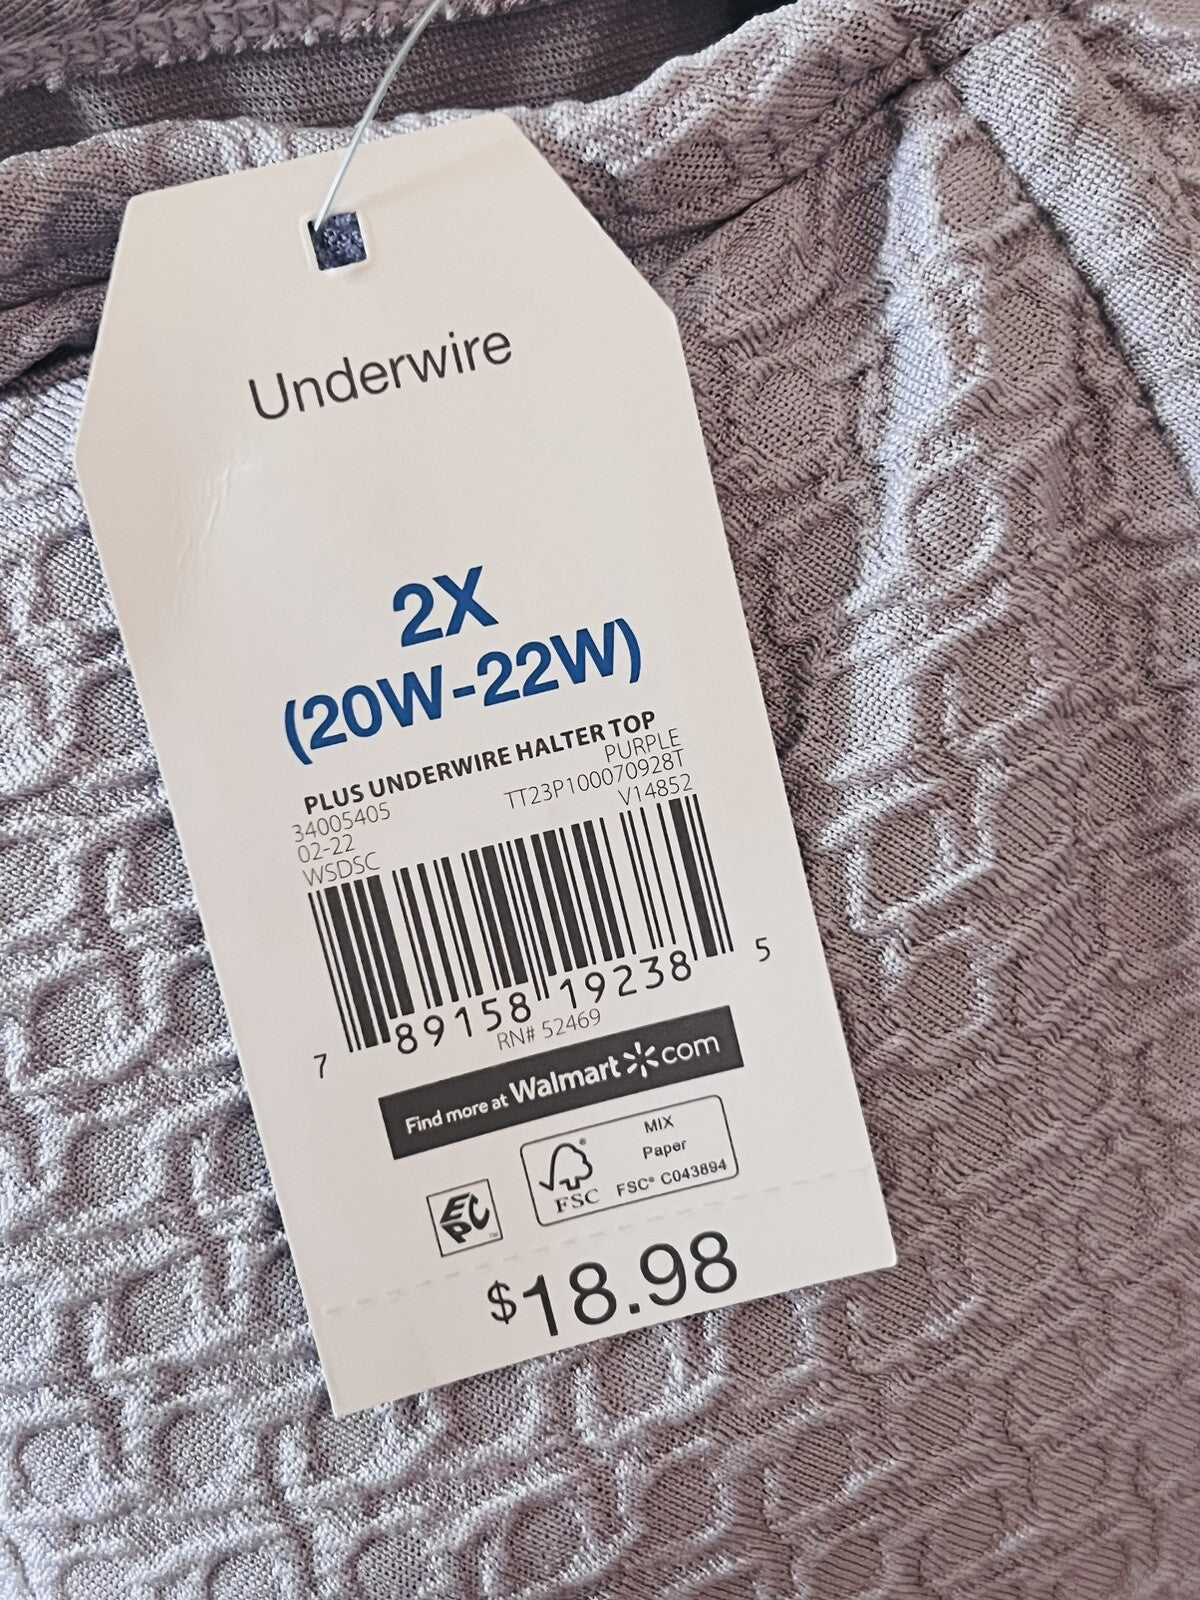 Underwire
2X
(20W-22W)
PLUS UNDERWIRE HALTER TOP
34005405 PURPLE
02-22 TT23P100070928T
WSDSC V14852
7 89158 19238 5
RN# 52469
Find more at Walmart.com
EPC
FSC
MIX
Paper
FSC® C043894
$18.98